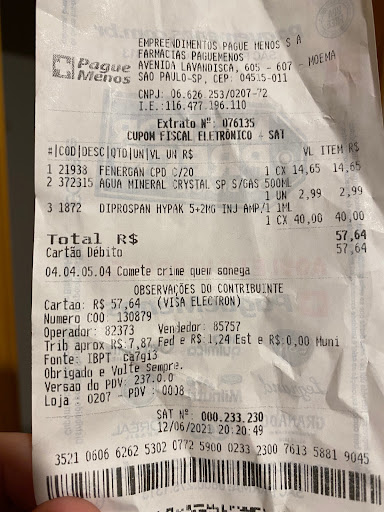 EMPREENDIMENTOS PAGUE MENOS S A
FARMACIAS PAGUEMENOS
AVENIDA LAVANDISCA, 605 - 607 - MOEMA
SAO PAULO-SP, CEP: 04515-011
Pague Menos
CNPJ: 06.626.253/0207-72
I.E.:116.477.196.110
Extrato Nº: 076135
CUPOM FISCAL ELETRÔNICO - SAT
#|COD|DESC|QTD|UN|VL UN R$ VL ITEM R$
1 21938 FENERGAN CPD C/20 1 CX 14,65 14,65
2 372315 AGUA MINERAL CRYSTAL SP S/GAS 500ML
1 UN 2,99 2,99
3 1872 DIPROSPAN HYPAK 5+2MG INJ AMP/1 1ML
1 CX 40,00 40,00
Total R$ 57,64
Cartão Débito 57,64
04.04.05.04 Comete crime quem sonega
OBSERVAÇÕES DO CONTRIBUINTE
Cartao: R$ 57,64 (VISA ELECTRON)
Numero COO: 130879
Operador: 82373 Vendedor: 85757
Trib aprox R$:7,87 Fed e R$ 1,24 Est e R$:0,00 Muni
Fonte: IBPT ca7gi3
Obrigado e Volte Sempre.
Versao do PDV: 237.0.0
Loja 0207 - PDV : 0008
SAT Nº: 000.233.230
12/06/2021 20:20:49
3521 0606 6262 5302 0772 5900 0233 2300 7613 5881 9045